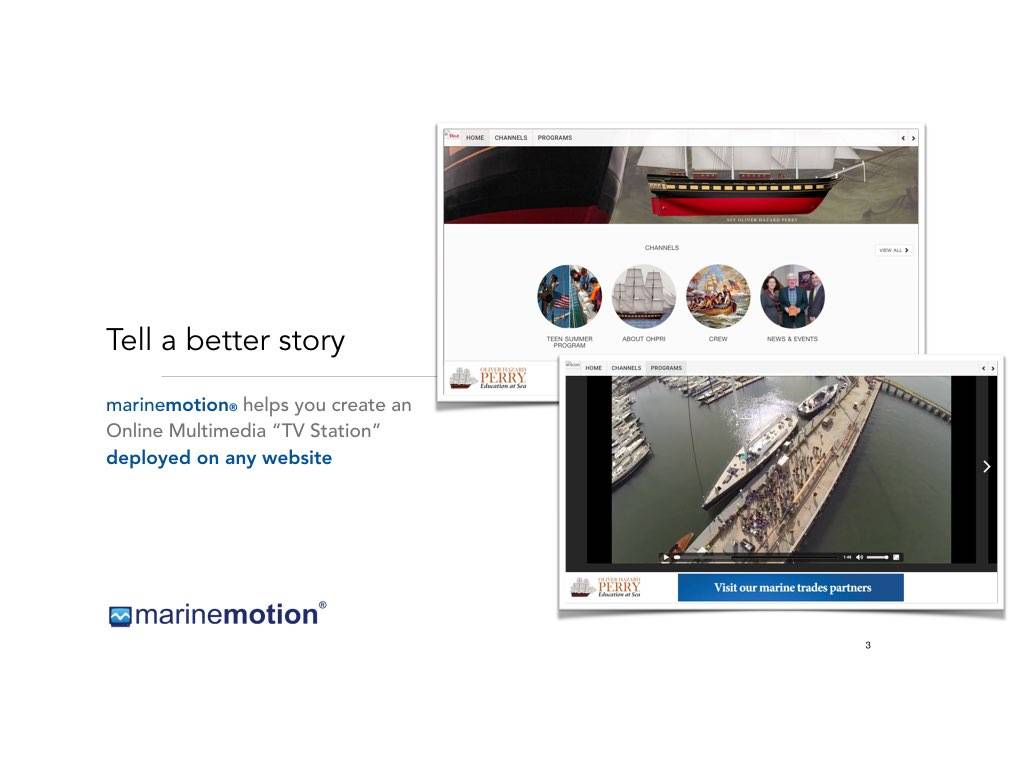 HOME CHANNELS PROGRAMS
SSV OLIVER HAZARD PERRY
CHANNELS
VIEW ALL
TEEN SUMMER
PROGRAM
ABOUT OHPRI
CREW
NEWS & EVENTS
OLIVER HAZARD
PERRY
Education at Sea
HOME CHANNELS PROGRAMS
1:46
OLIVER HAZARD
PERRY
Education at Sea
Visit our marine trades partners
Tell a better story
marinemotion® helps you create an
Online Multimedia “TV Station”
deployed on any website
marinemotion®
3